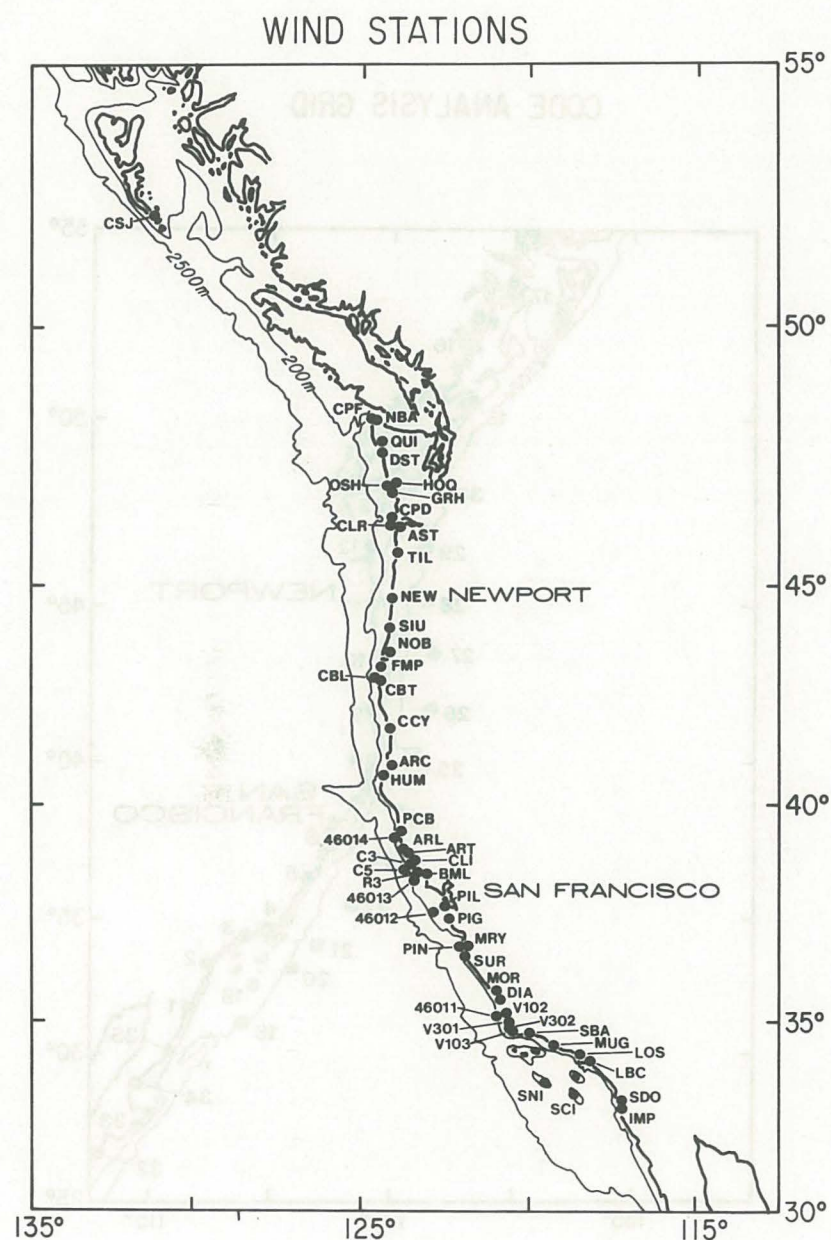 WIND STATIONS
55°
CODE ANALYSIS GRID
CSJ
2500m
50°
200m
CPF
NBA
QUI
DST
OSH
HOQ
GRH
CPD
CLR
AST
TIL
45°
NEW
NEWPORT
SIU
NOB
FMP
CBL
CBT
CCY
ARC
HUM
40°
PCB
46014
ARL
ART
C3
CLI
C5
BML
R3
46013
PIL
SAN FRANCISCO
46012
PIG
MRY
PIN
SUR
MOR
DIA
46011
V102
35°
V301
V302
SBA
V103
MUG
LOS
LBC
SNI
SCI
SDO
IMP
30°
135°
125°
115°